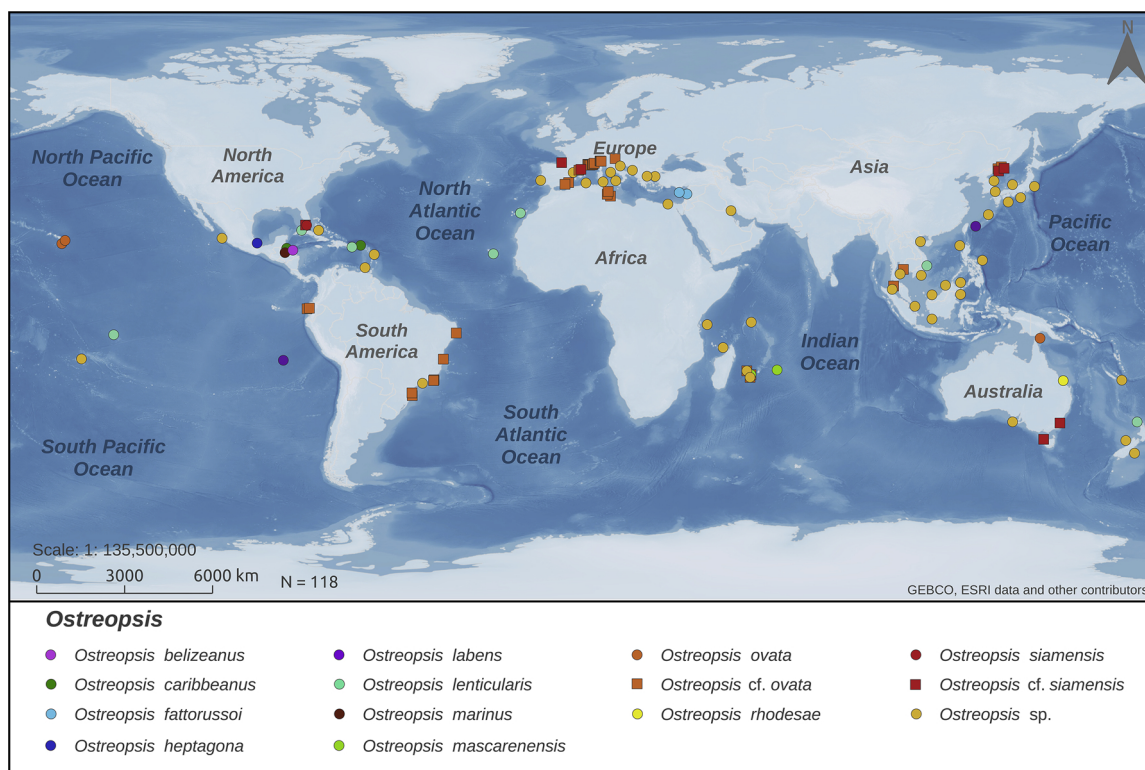 N
North Pacific
Ocean
North
America
North
Atlantic
Ocean
Europe
Asia
Pacific
Ocean
Africa
South
America
Indian
Ocean
Australia
South Pacific
Ocean
South
Atlantic
Ocean
Scale: 1: 135,500,000
0 3000 6000 km
N = 118
GEBCO, ESRI data and other contributors
Ostreopsis
Ostreopsis belizeanus
Ostreopsis labens
Ostreopsis ovata
Ostreopsis siamensis
Ostreopsis caribbeanus
Ostreopsis lenticularis
Ostreopsis cf. ovata
Ostreopsis cf. siamensis
Ostreopsis fattorussoi
Ostreopsis marinus
Ostreopsis rhodesae
Ostreopsis sp.
Ostreopsis heptagona
Ostreopsis mascarenensis